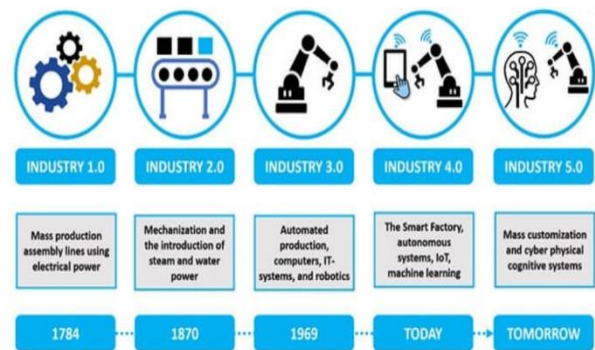 INDUSTRY 1.0
INDUSTRY 2.0
INDUSTRY 3.0
INDUSTRY 4.0
INDUSTRY 5.0
Mass production
assembly lines using
electrical power
Mechanization and
the introduction of
steam and water
power
Automated
production,
computers, IT-
systems, and robotics
The Smart Factory,
autonomous
systems, IoT,
machine learning
Mass customization
and cyber physical
cognitive systems
1784
1870
1969
TODAY
TOMORROW